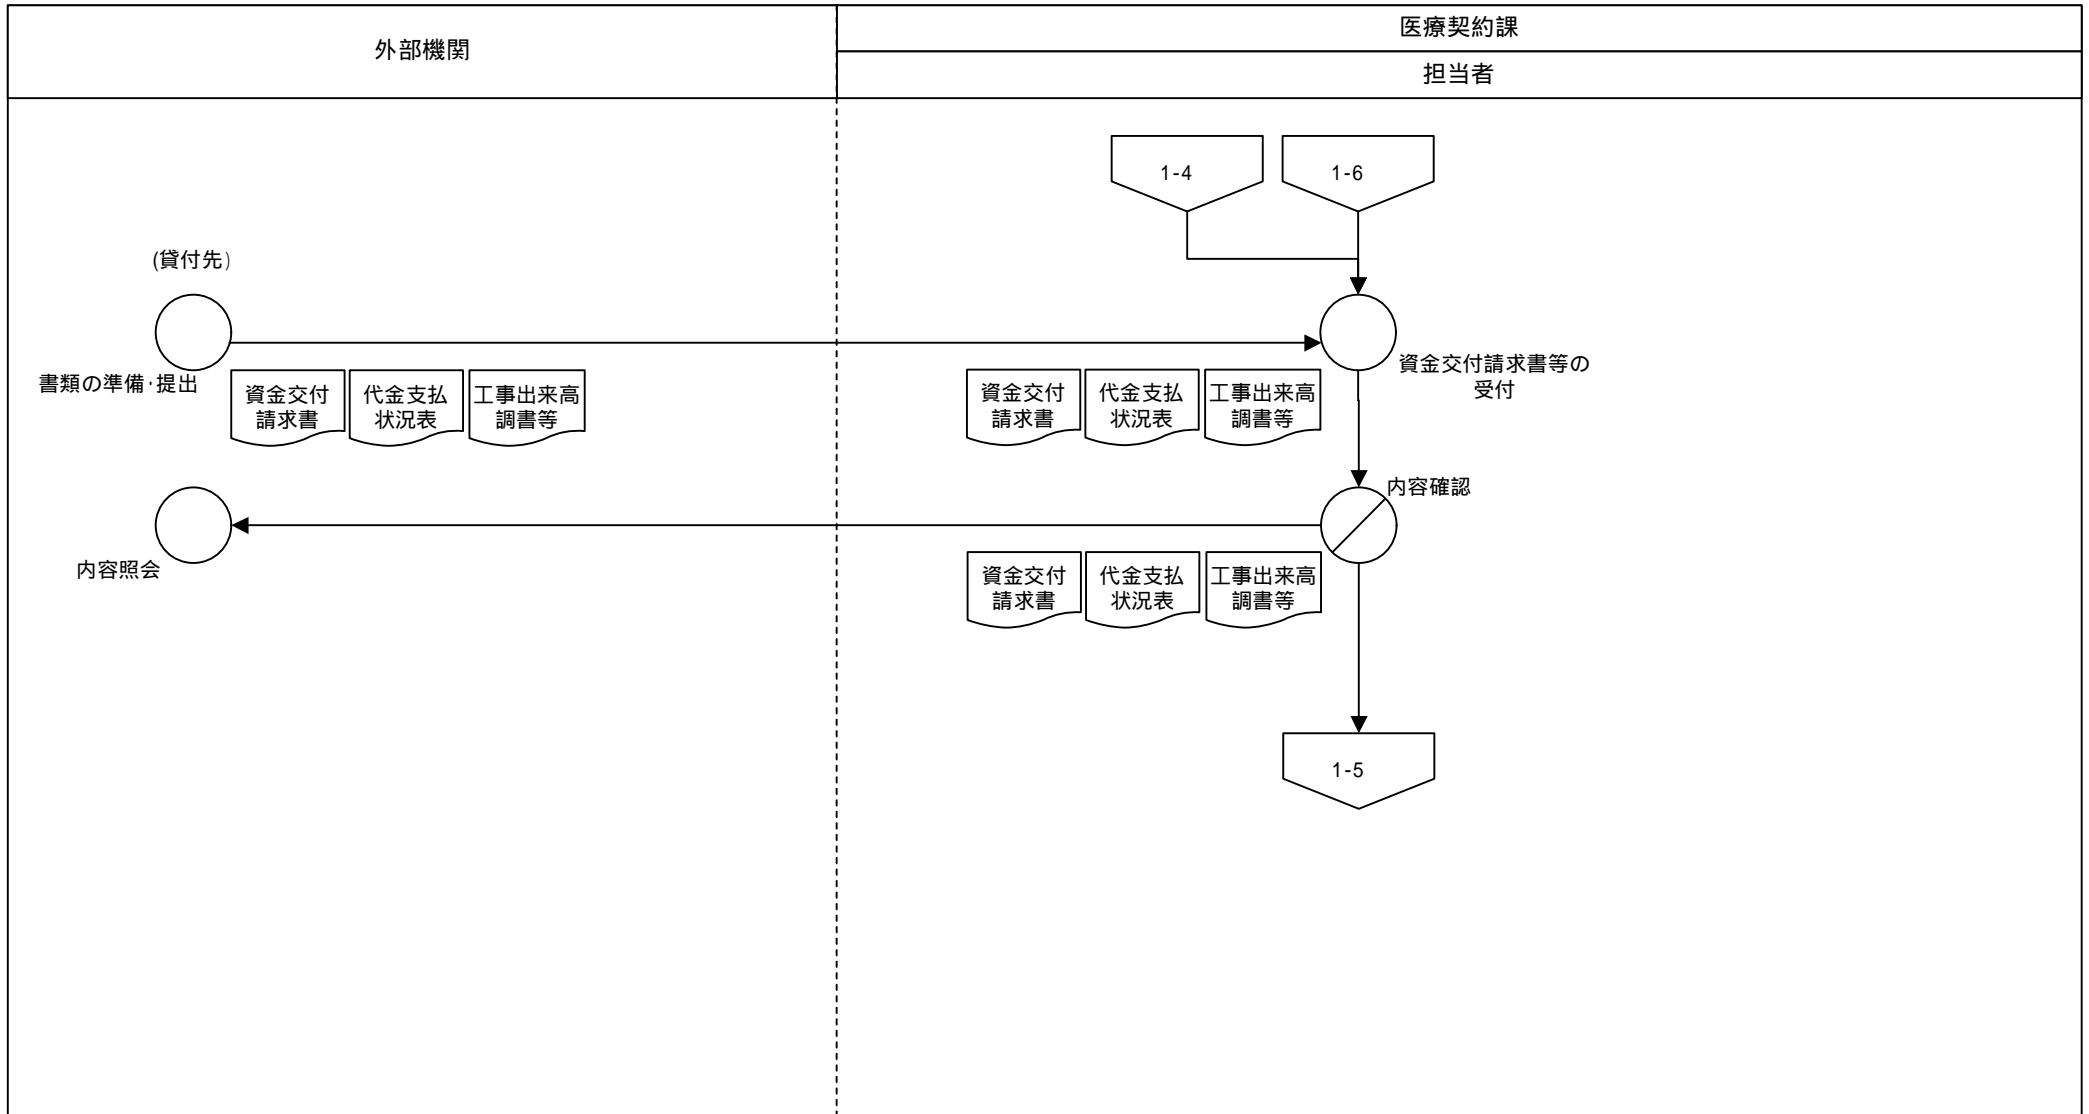 外部機関
医療契約課
担当者
1-4
1-6
(貸付先)
書類の準備・提出
資金交付
請求書
代金支払
状況表
工事出来高
調書等
資金交付
請求書
代金支払
状況表
工事出来高
調書等
資金交付請求書等の
受付
内容確認
内容照会
資金交付
請求書
代金支払
状況表
工事出来高
調書等
1-5